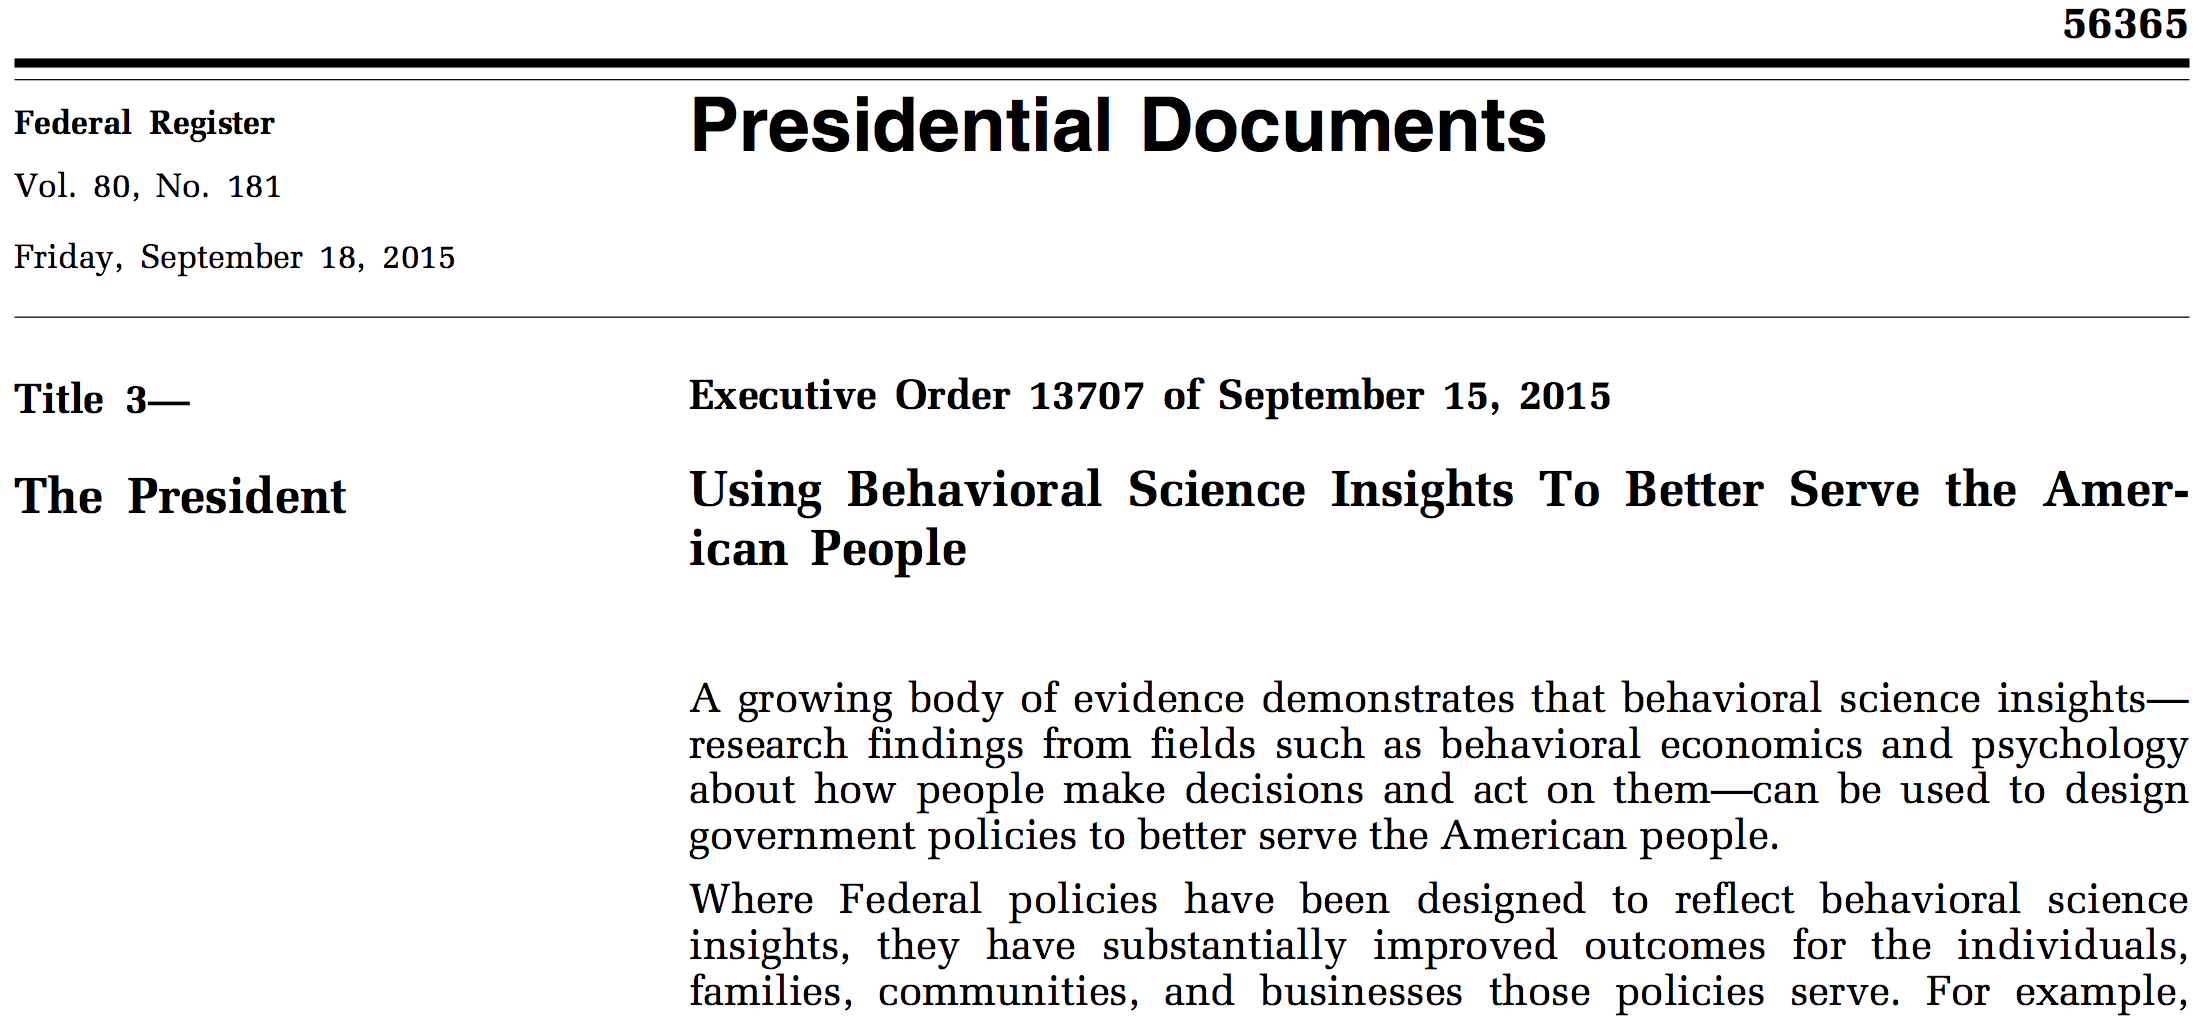 56365
Federal Register
Vol. 80, No. 181
Friday, September 18, 2015
Presidential Documents
Title 3—
The President
Executive Order 13707 of September 15, 2015
Using Behavioral Science Insights To Better Serve the Amer-
ican People
A growing body of evidence demonstrates that behavioral science insights—
research findings from fields such as behavioral economics and psychology
about how people make decisions and act on them—can be used to design
government policies to better serve the American people.
Where Federal policies have been designed to reflect behavioral science
insights, they have substantially improved outcomes for the individuals,
families, communities, and businesses those policies serve. For example,